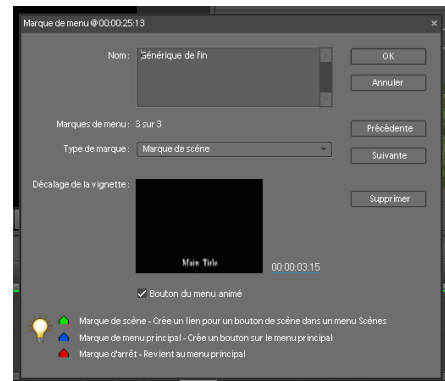 Marque de menu @ 00:00:25:13
Nom : Générique de fin
OK
Annuler
Marques de menu : 3 sur 3
Précédente
Type de marque : Marque de scène
Suivante
Décalage de la vignette :
Supprimer
Main Title
00:00:03:15
Bouton du menu animé
Marque de scène - Crée un lien pour un bouton de scène dans un menu Scènes
Marque de menu principal - Crée un bouton sur le menu principal
Marque d'arrêt - Revient au menu principal